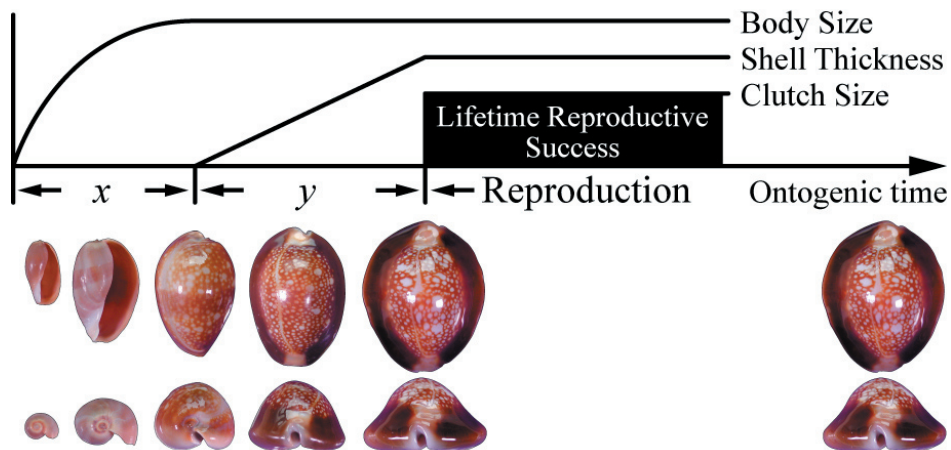 Body Size
Shell Thickness
Clutch Size
Lifetime Reproductive
Success
x
y
Reproduction
Ontogenic time